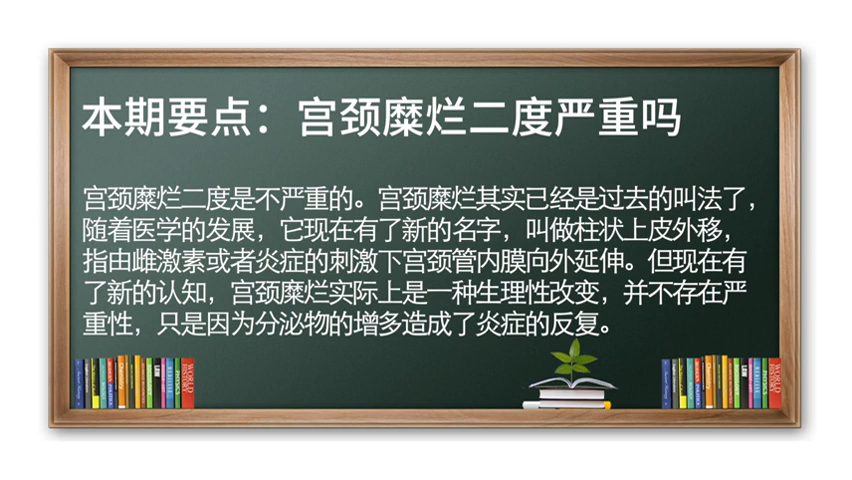 本期要点：宫颈糜烂二度严重吗
宫颈糜烂二度是不严重的。宫颈糜烂其实已经是过去的叫法了，
随着医学的发展，它现在有了新的名字，叫做柱状上皮外移，
指由雌激素或者炎症的刺激下宫颈管内膜向外延伸。但现在有
了新的认知，宫颈糜烂实际上是一种生理性改变，并不存在严
重性，只是因为分泌物的增多造成了炎症的反复。
WORLD HISTORY
WORLD HISTORY